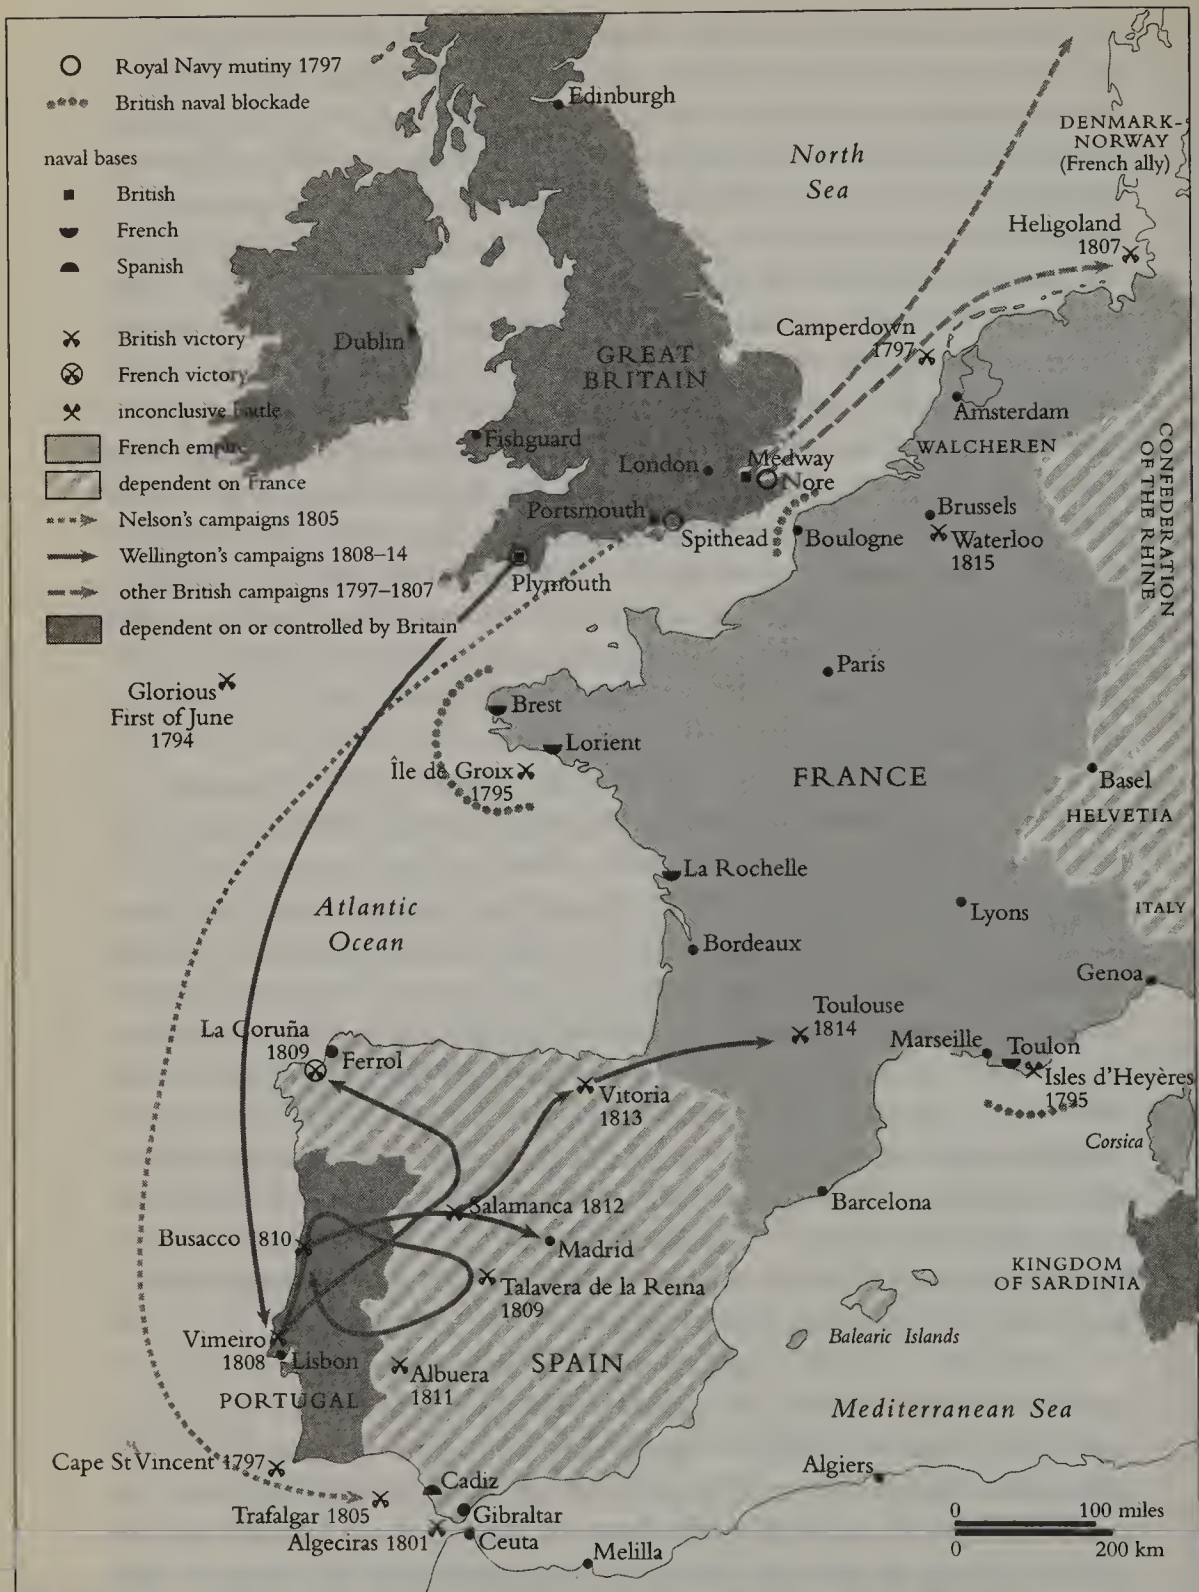 Royal Navy mutiny 1797
British naval blockade
naval bases
British
French
Spanish
British victory
French victory
inconclusive battle
French empire
dependent on France
Nelson's campaigns 1805
Wellington's campaigns 1808–14
other British campaigns 1797–1807
dependent on or controlled by Britain
Edinburgh
North
Sea
DENMARK-
NORWAY
(French ally)
Heligoland
1807
Dublin
GREAT
BRITAIN
Camperdown
1797
Amsterdam
WALCHEREN
CONFEDERATION
OF THE RHINE
Fishguard
London
Medway
Nore
Portsmouth
Spithead
Boulogne
Brussels
Waterloo
1815
Plymouth
Glorious
First of June
1794
Paris
Brest
Lorient
Île de Groix
1795
FRANCE
Basel
HELVETIA
La Rochelle
Atlantic
Ocean
Lyons
ITALY
Bordeaux
Genoa
La Coruña
1809
Ferrol
Toulouse
1814
Marseille
Toulon
Isles d'Heyères
1795
Vitoria
1813
Corsica
Salamanca 1812
Barcelona
Busacco 1810
Madrid
KINGDOM
OF SARDINIA
Talavera de la Reina
1809
Balearic Islands
Vimeiro
1808
Lisbon
SPAIN
Albuera
1811
PORTUGAL
Mediterranean Sea
Cape St Vincent 1797
Cadiz
Algiers
Trafalgar 1805
Gibraltar
Algeciras 1801
Ceuta
Melilla
0 100 miles
0 200 km